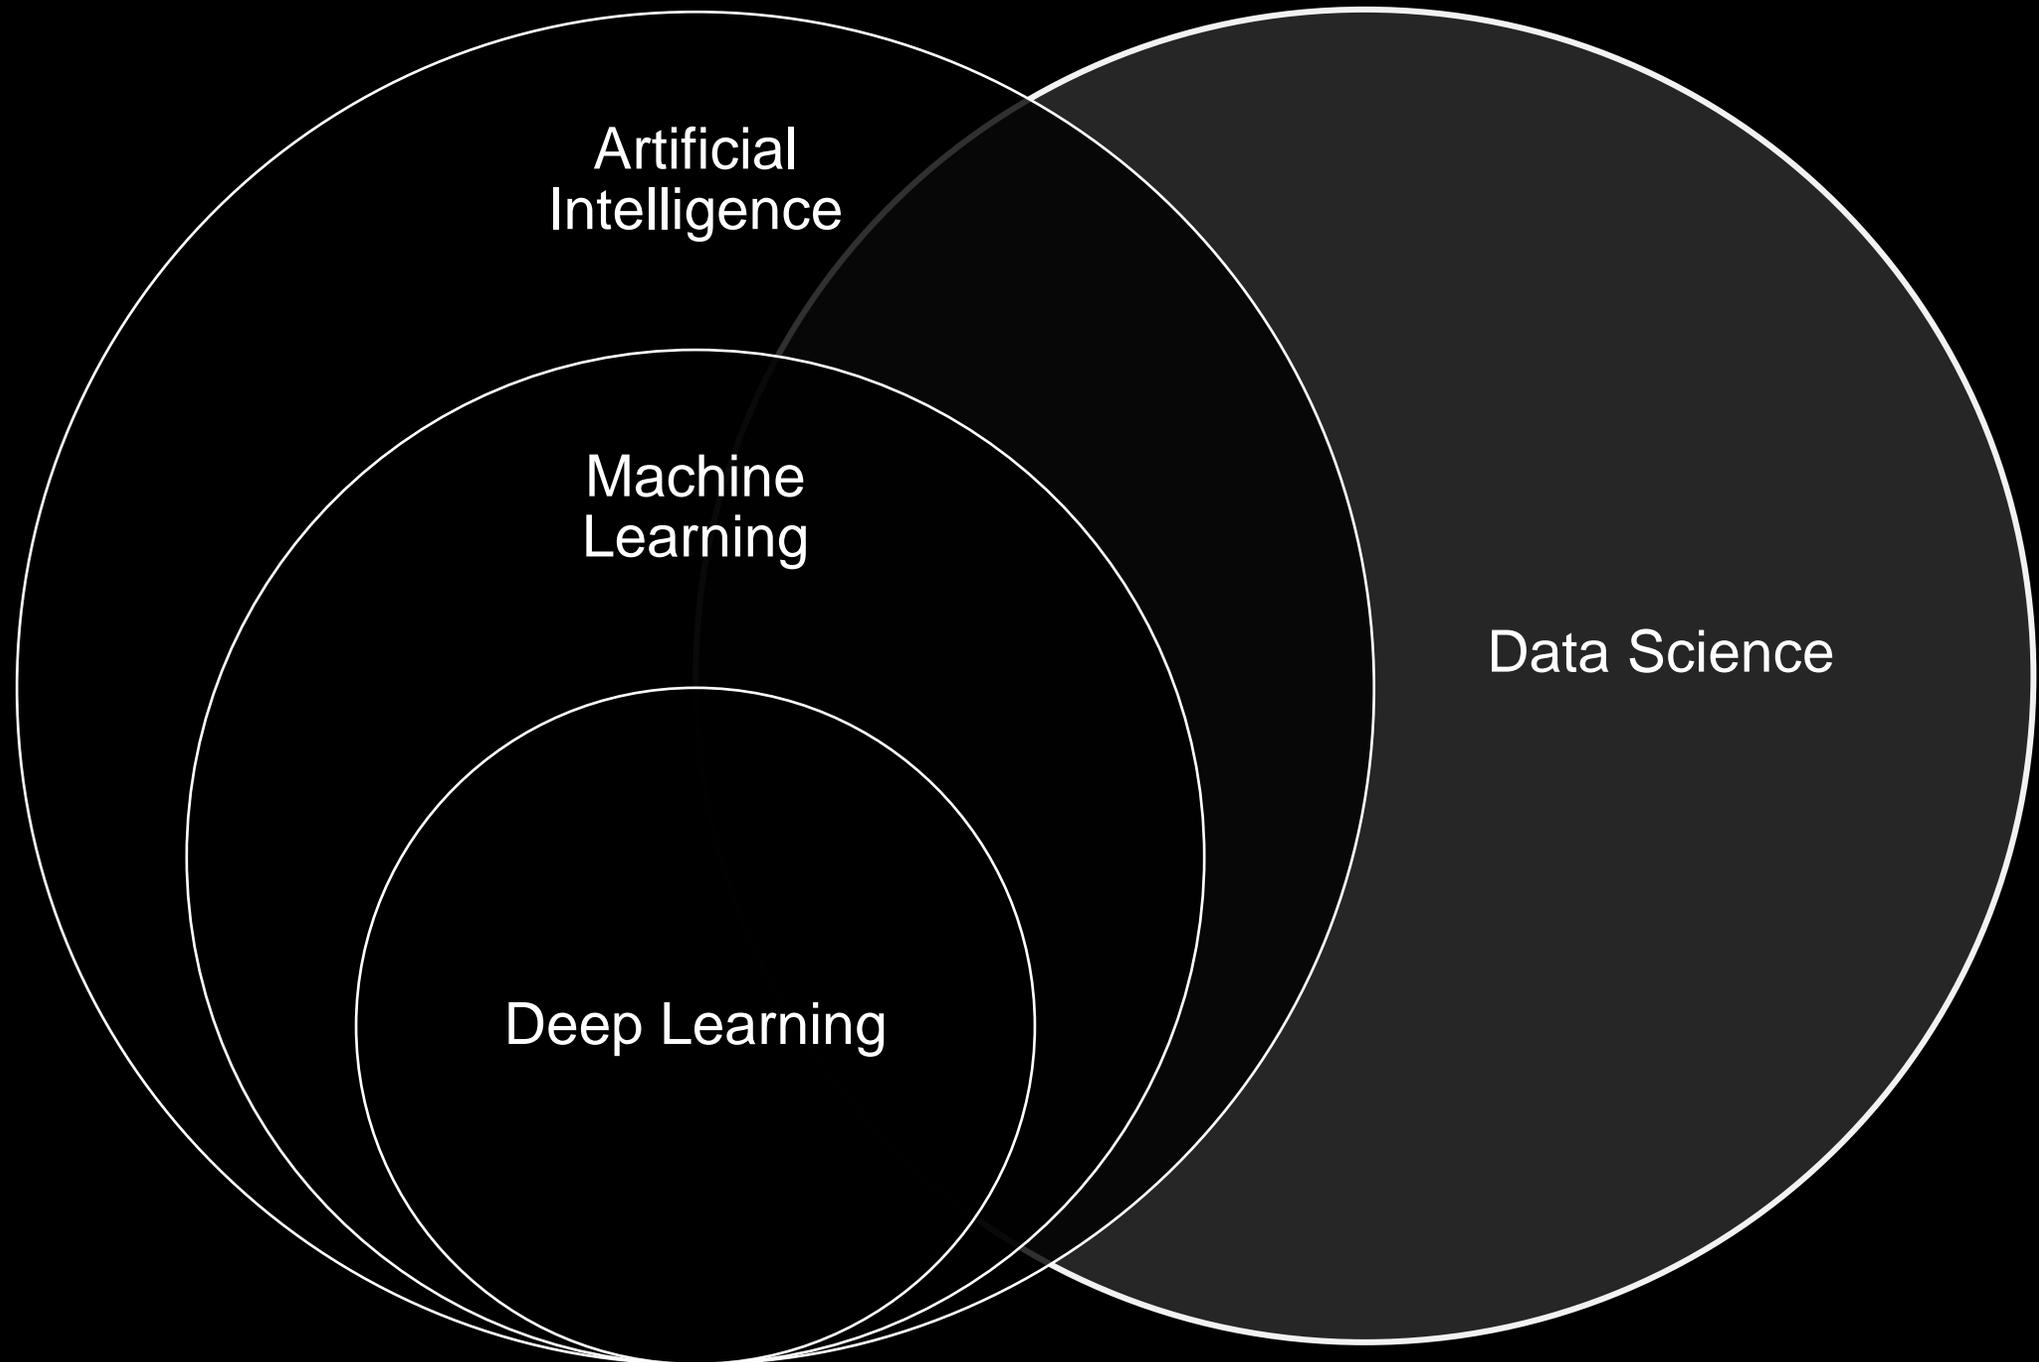 Artificial
Intelligence
Machine
Learning
Data Science
Deep Learning